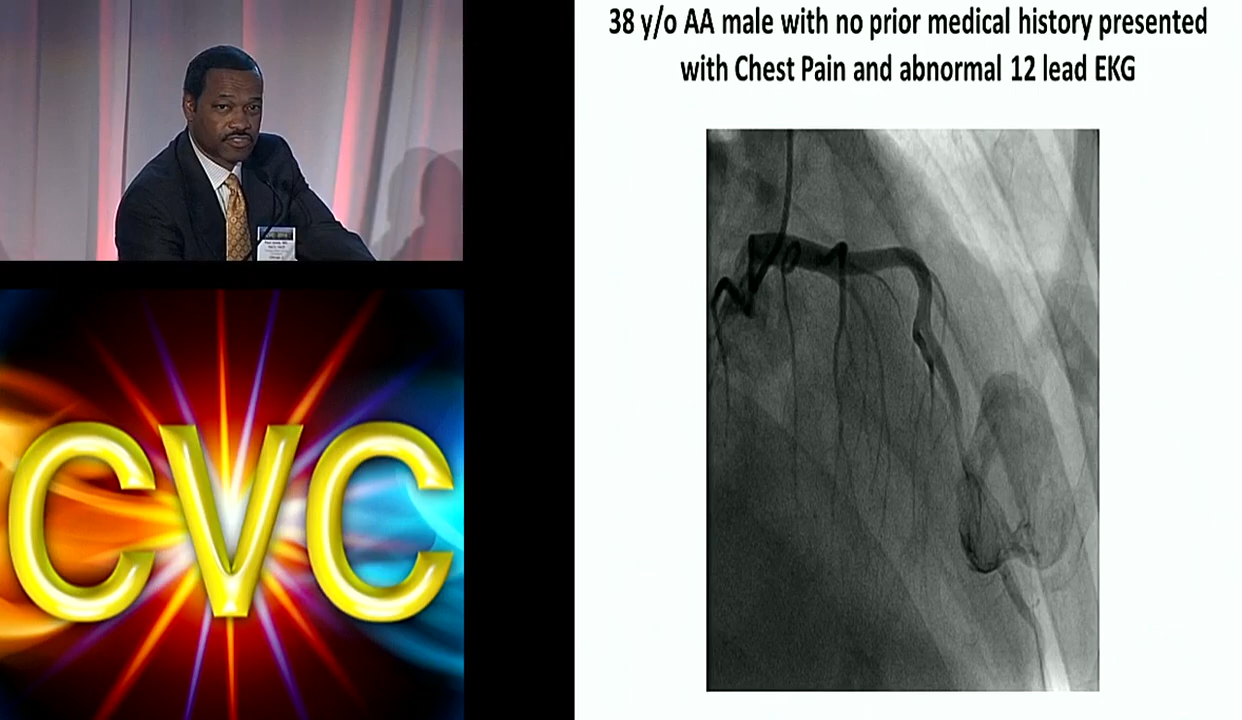 38 y/o AA male with no prior medical history presented
with Chest Pain and abnormal 12 lead EKG
CVC